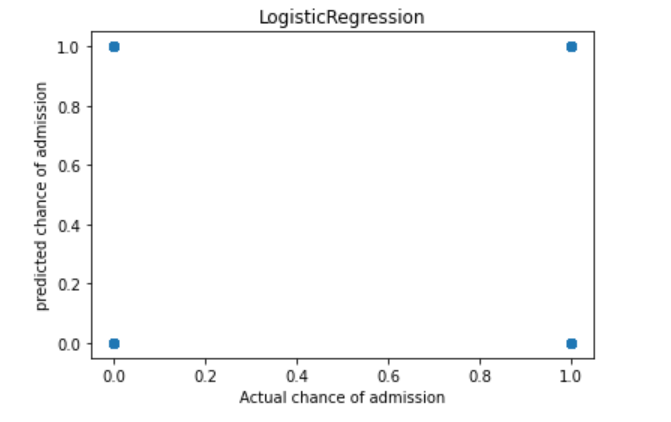 LogisticRegression
1.0
0.8
0.6
0.4
0.2
0.0
predicted chance of admission
0.0 0.2 0.4 0.6 0.8 1.0
Actual chance of admission